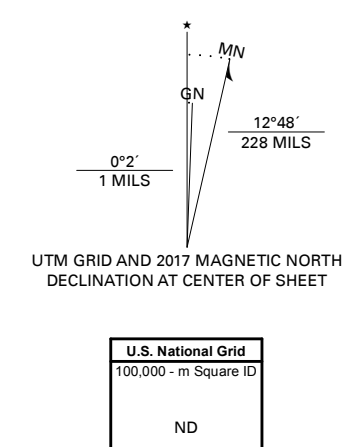 ★
MN
GN
12°48´
228 MILS
0°2´
1 MILS
UTM GRID AND 2017 MAGNETIC NORTH
DECLINATION AT CENTER OF SHEET
U.S. National Grid
100,000 - m Square ID
ND